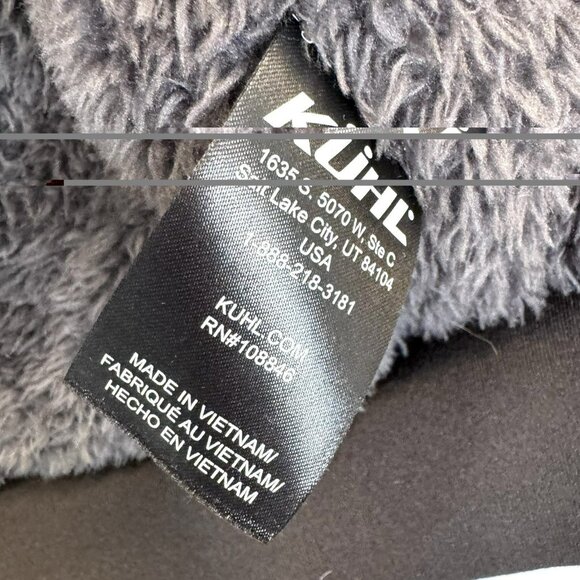 KÜHL
1635 S. 5070 W, Ste C
Salt Lake City, UT 84104
USA
1-888-218-3181
KUHL.COM
RN#108846
MADE IN VIETNAM/
FABRIQUÉ AU VIETNAM/
HECHO EN VIETNAM